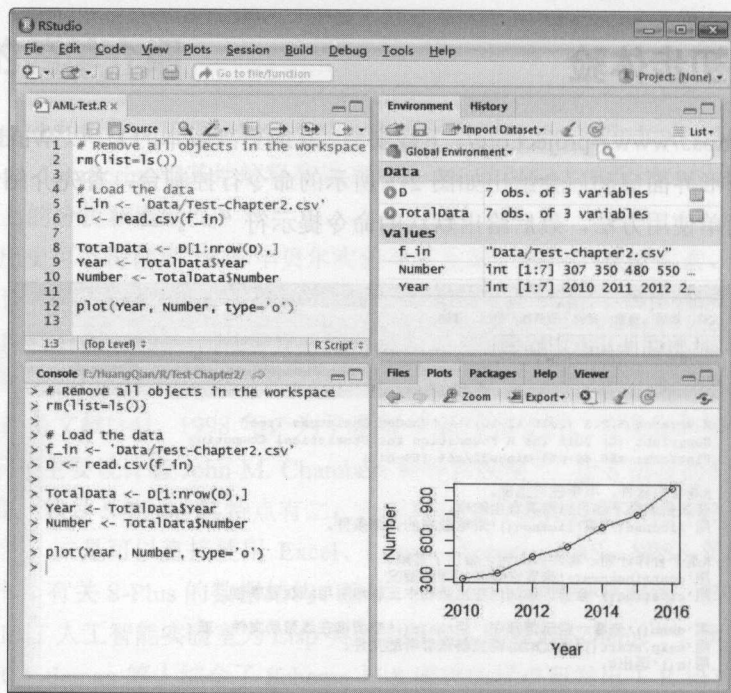 RStudio
File Edit Code View Plots Session Build Debug Tools Help
Go to file/function
Project: (None)
AML-Test.R ×
Source
1 # Remove all objects in the workspace
2 rm(list=ls())
3
4 # Load the data
5 f_in <- 'Data/Test-Chapter2.csv'
6 D <- read.csv(f_in)
7
8 TotalData <- D[1:nrow(D),]
9 Year <- TotalData$Year
10 Number <- TotalData$Number
11
12 plot(Year, Number, type='o')
13
1:3 (Top Level) R Script
Console E:/HuangQian/R/Test-Chapter2/
> # Remove all objects in the workspace
> rm(list=ls())
>
> # Load the data
> f_in <- 'Data/Test-Chapter2.csv'
> D <- read.csv(f_in)
>
> TotalData <- D[1:nrow(D),]
> Year <- TotalData$Year
> Number <- TotalData$Number
>
> plot(Year, Number, type='o')
>
Environment History
Import Dataset List
Global Environment
Data
D 7 obs. of 3 variables
TotalData 7 obs. of 3 variables
values
f_in "Data/Test-Chapter2.csv"
Number int [1:7] 307 350 480 550 …
Year int [1:7] 2010 2011 2012 2…
Files Plots Packages Help Viewer
Zoom Export
Number
900
600
300
2010 2012 2014 2016
Year